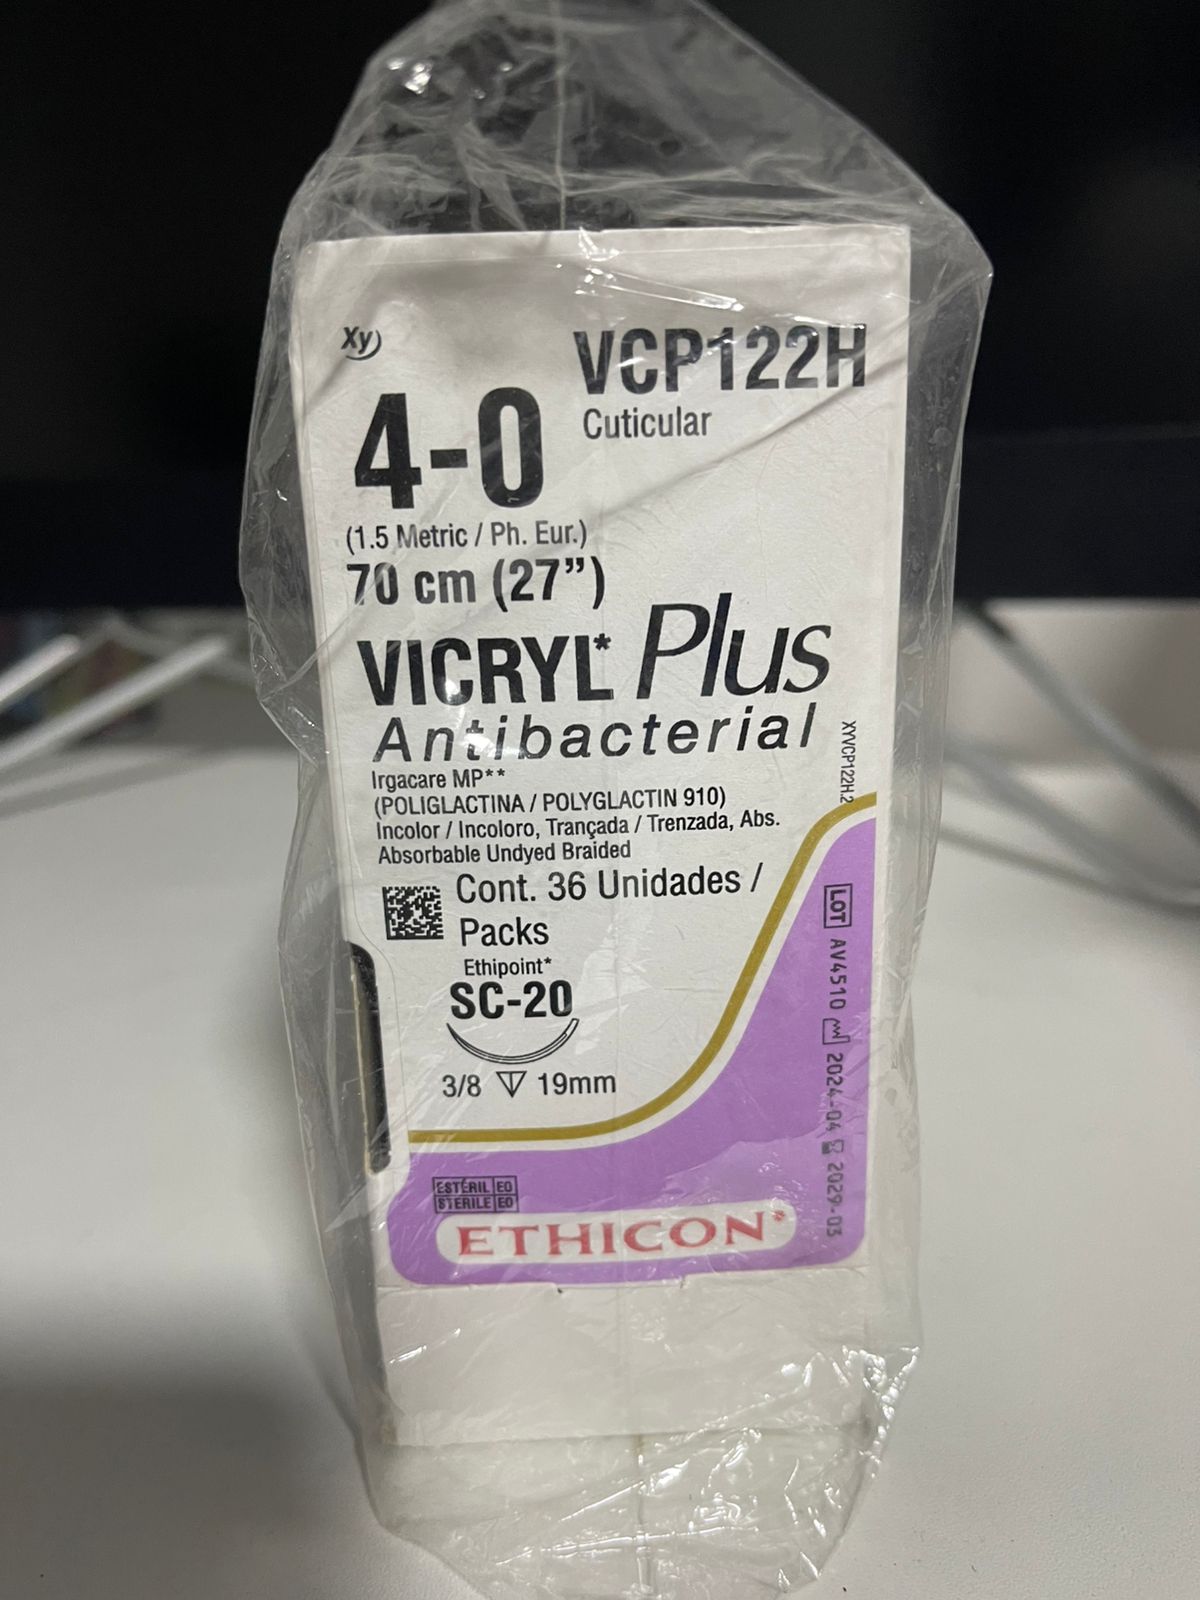 Xy
VCP122H
Cuticular
4-0
(1.5 Metric / Ph. Eur.)
70 cm (27”)
VICRYL* Plus
Antibacterial
Irgacare MP**
(POLIGLACTINA / POLYGLACTIN 910)
Incolor / Incoloro, Trançada / Trenzada, Abs.
Absorbable Undyed Braided
Cont. 36 Unidades /
Packs
Ethipoint*
SC-20
3/8 19mm
XYVCP122H.2
LOT AV4510 2024-04 2029-03
ESTÉRIL EO
STERILE EO
ETHICON*